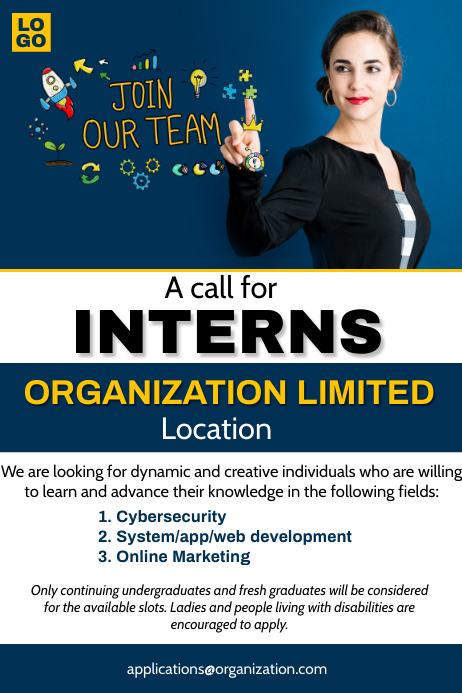 LO
GO
JOIN
OUR TEAM
A call for
INTERNS
ORGANIZATION LIMITED
Location
We are looking for dynamic and creative individuals who are willing
to learn and advance their knowledge in the following fields:
1. Cybersecurity
2. System/app/web development
3. Online Marketing
Only continuing undergraduates and fresh graduates will be considered
for the available slots. Ladies and people living with disabilities are
encouraged to apply.
applications@organization.com